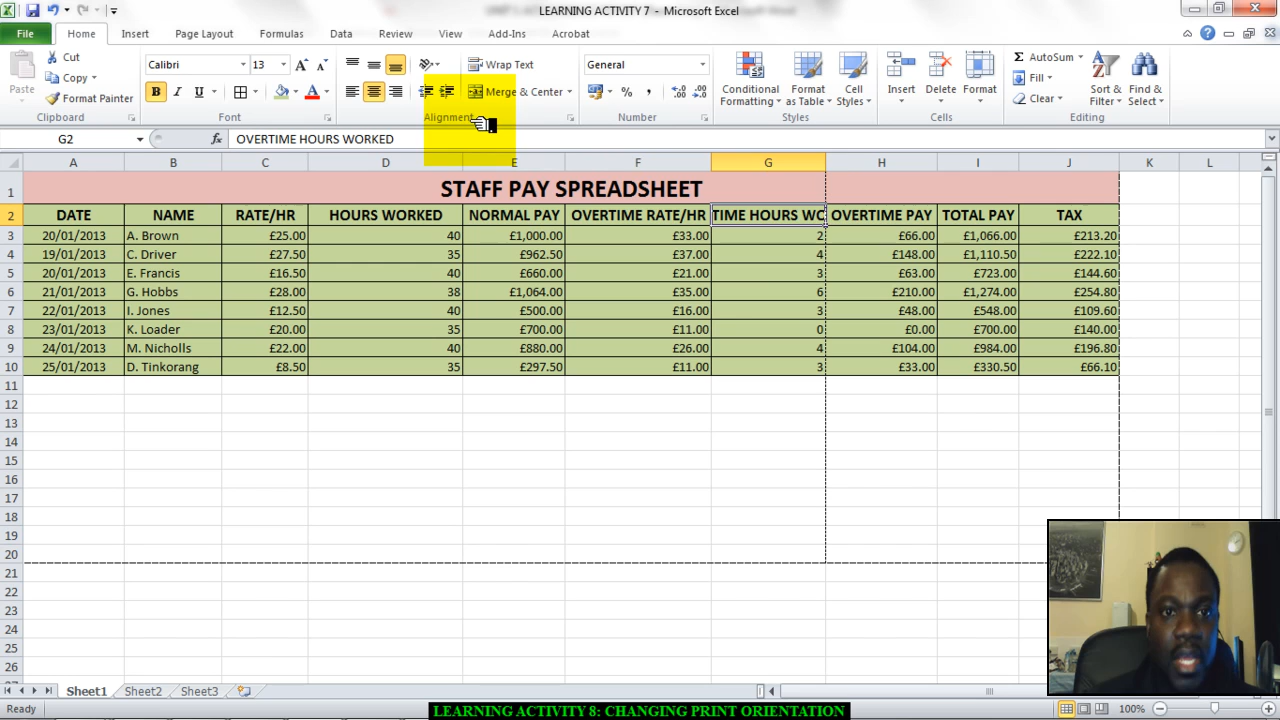 LEARNING ACTIVITY 7 - Microsoft Excel
File Home Insert Page Layout Formulas Data Review View Add-Ins Acrobat
Cut
Copy
Format Painter
Paste
Clipboard
Calibri 13
B I U
Font
Wrap Text
Merge & Center
Alignment
General
Number
Conditional Formatting
Format as Table
Cell Styles
Styles
Insert Delete Format
Cells
AutoSum
Fill
Clear
Sort & Filter
Find & Select
Editing
G2 fx OVERTIME HOURS WORKED
A B C D E F G H I J K L
1 STAFF PAY SPREADSHEET
2 DATE NAME RATE/HR HOURS WORKED NORMAL PAY OVERTIME RATE/HR TIME HOURS WO OVERTIME PAY TOTAL PAY TAX
3 20/01/2013 A. Brown £25.00 40 £1,000.00 £33.00 2 £66.00 £1,066.00 £213.20
4 19/01/2013 C. Driver £27.50 35 £962.50 £37.00 4 £148.00 £1,110.50 £222.10
5 20/01/2013 E. Francis £16.50 40 £660.00 £21.00 3 £63.00 £723.00 £144.60
6 21/01/2013 G. Hobbs £28.00 38 £1,064.00 £35.00 6 £210.00 £1,274.00 £254.80
7 22/01/2013 I. Jones £12.50 40 £500.00 £16.00 3 £48.00 £548.00 £109.60
8 23/01/2013 K. Loader £20.00 35 £700.00 £11.00 0 £0.00 £700.00 £140.00
9 24/01/2013 M. Nicholls £22.00 40 £880.00 £26.00 4 £104.00 £984.00 £196.80
10 25/01/2013 D. Tinkorang £8.50 35 £297.50 £11.00 3 £33.00 £330.50 £66.10
11
12
13
14
15
16
17
18
19
20
21
22
23
24
25
26
Sheet1 Sheet2 Sheet3
Ready
LEARNING ACTIVITY 8: CHANGING PRINT ORIENTATION
100%